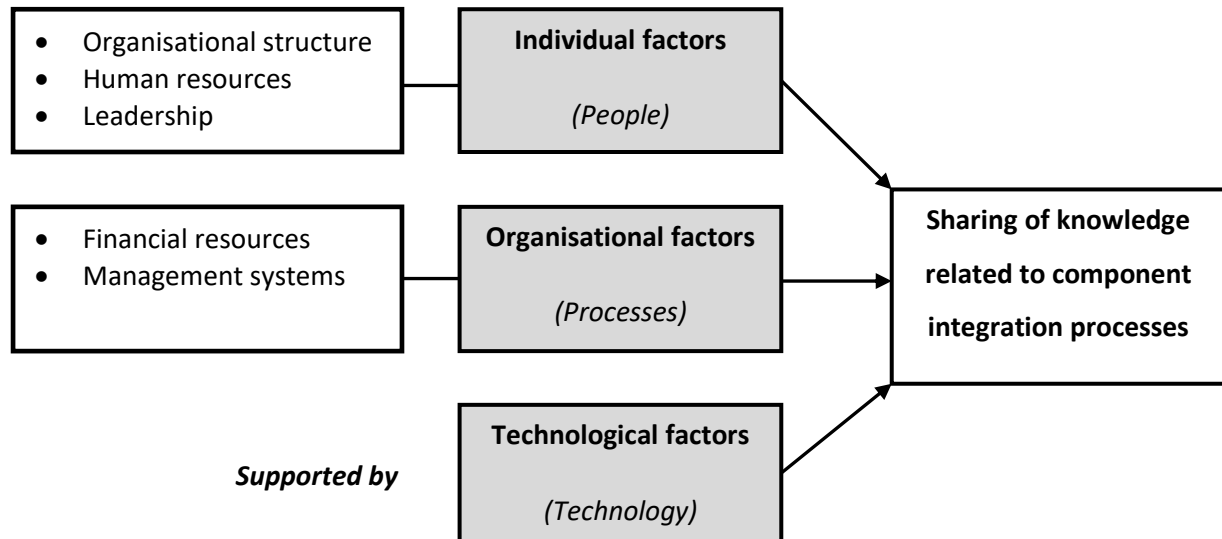 • Organisational structure
• Human resources
• Leadership
Individual factors
(People)
• Financial resources
• Management systems
Organisational factors
(Processes)
Sharing of knowledge
related to component
integration processes
Supported by
Technological factors
(Technology)